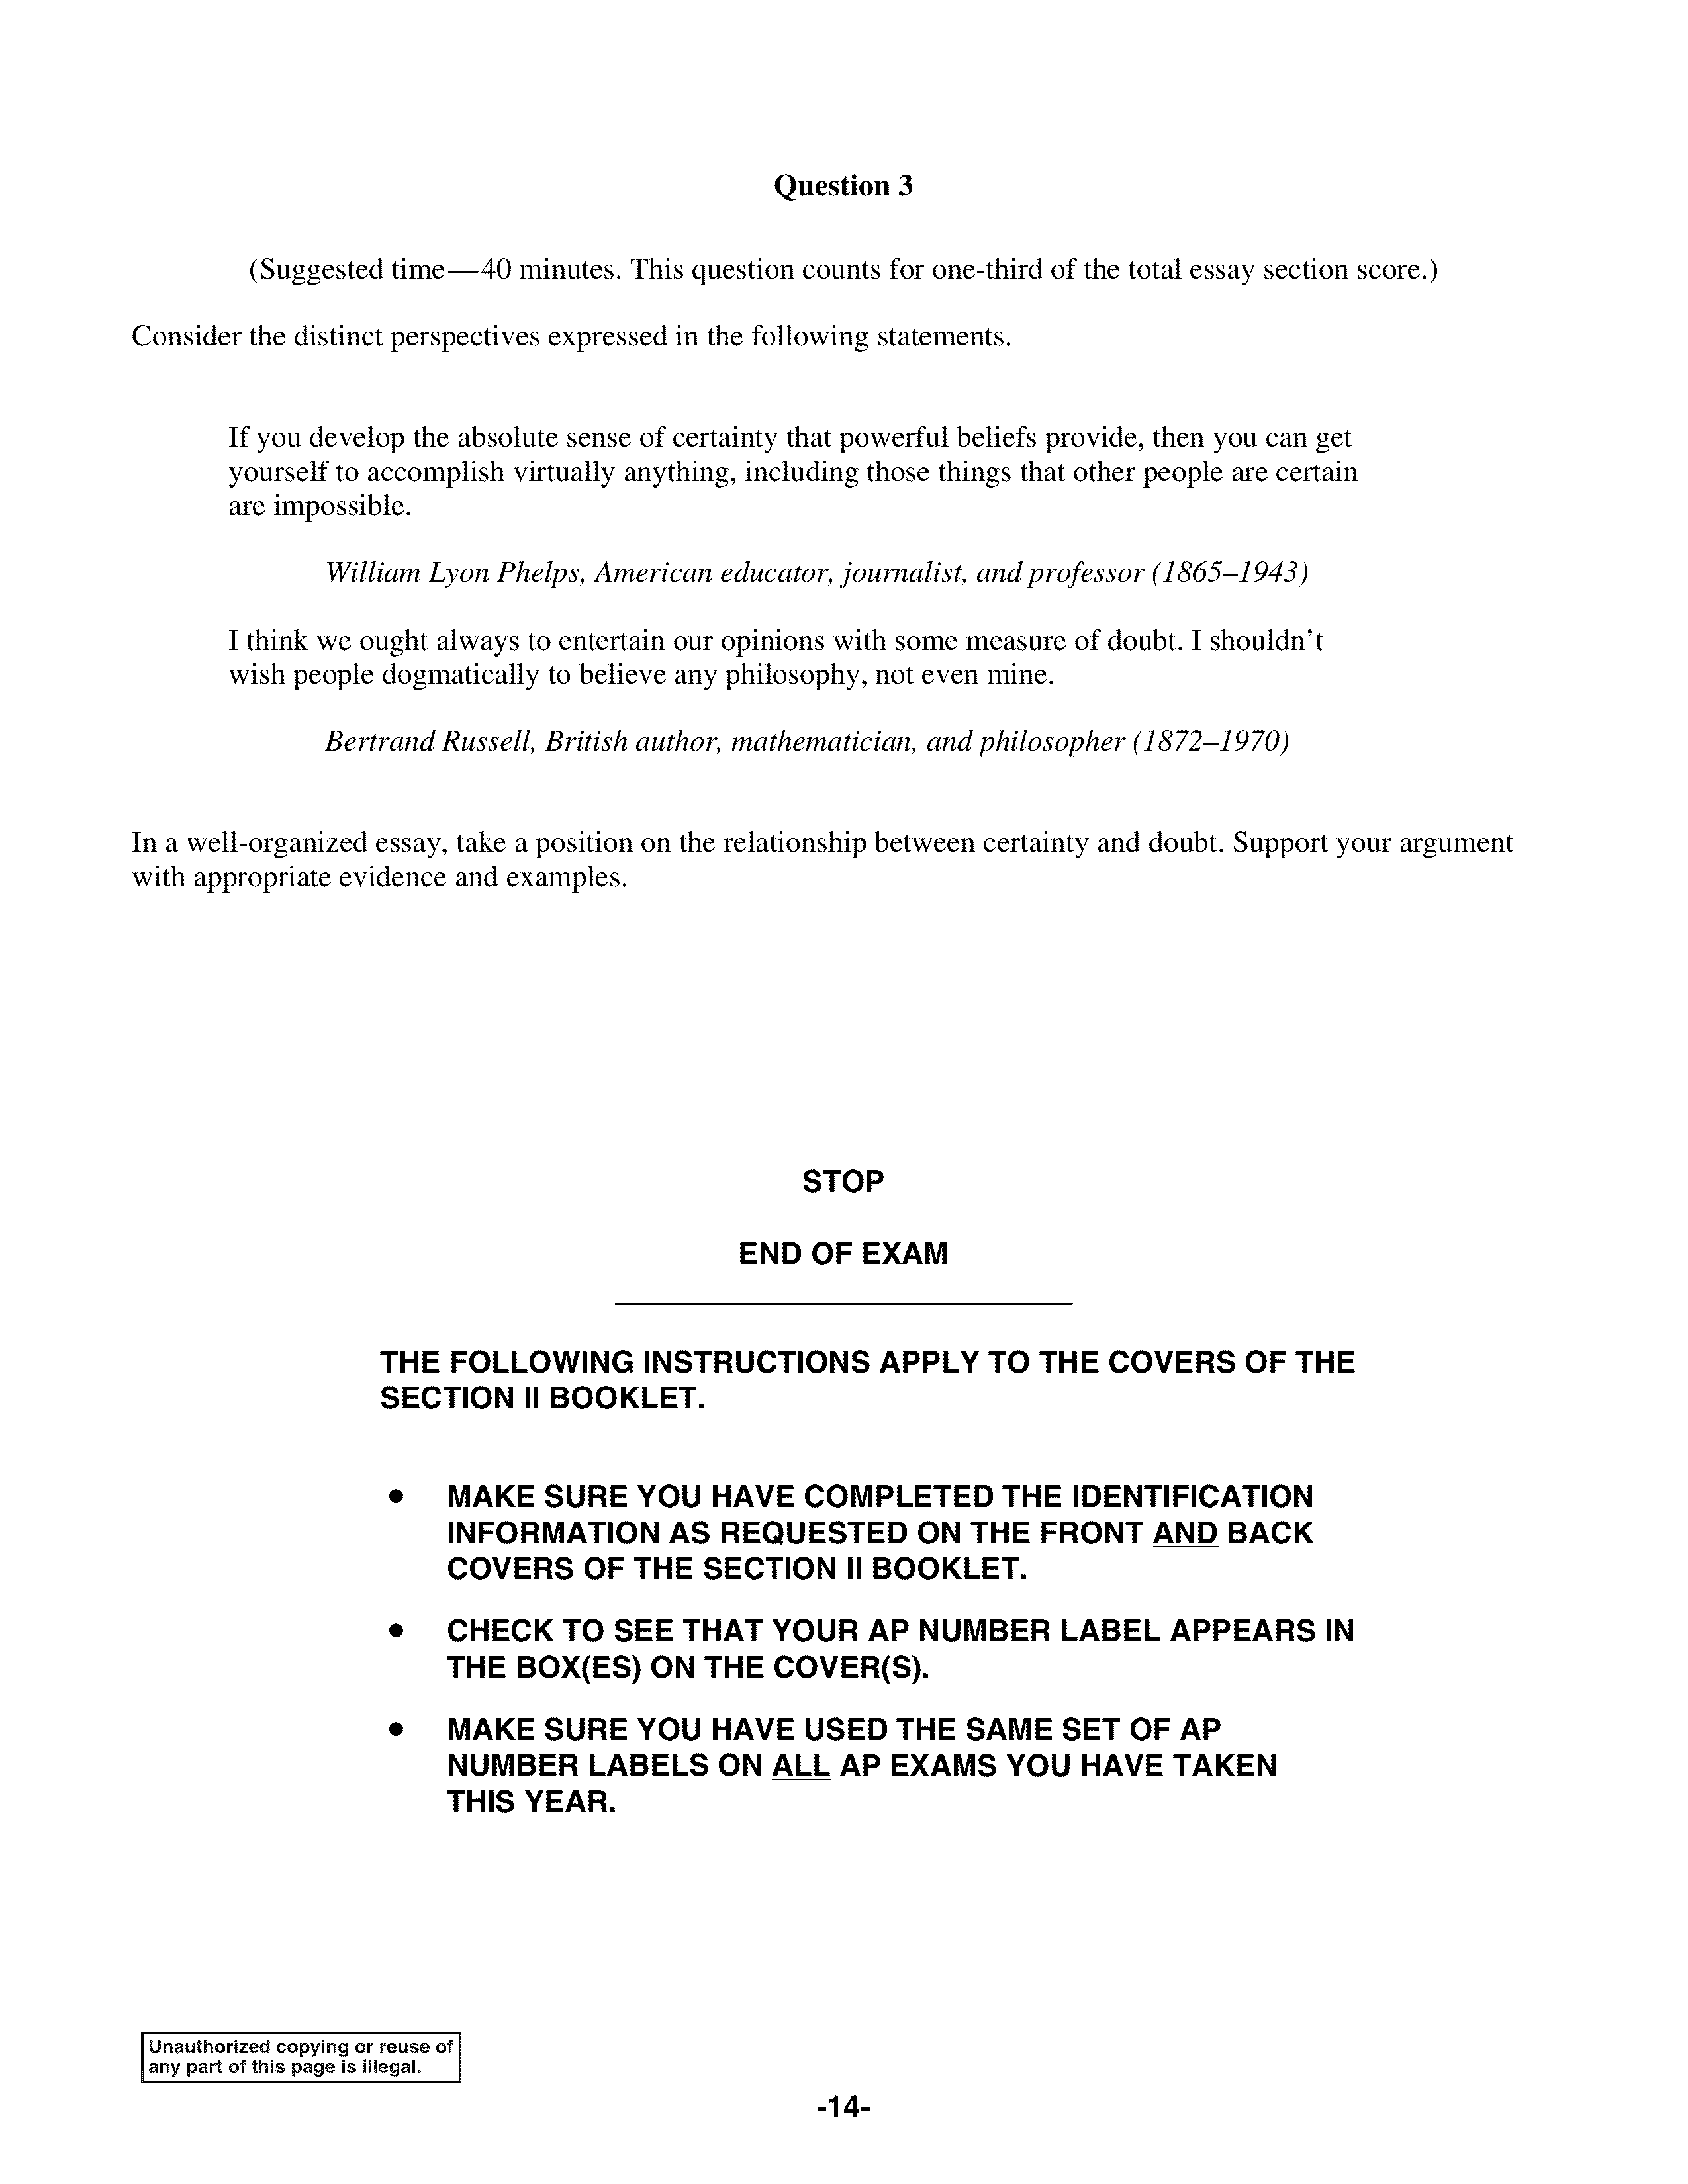 Question 3
(Suggested time—40 minutes. This question counts for one-third of the total essay section score.)
Consider the distinct perspectives expressed in the following statements.
If you develop the absolute sense of certainty that powerful beliefs provide, then you can get
yourself to accomplish virtually anything, including those things that other people are certain
are impossible.
William Lyon Phelps, American educator, journalist, and professor (1865–1943)
I think we ought always to entertain our opinions with some measure of doubt. I shouldn’t
wish people dogmatically to believe any philosophy, not even mine.
Bertrand Russell, British author, mathematician, and philosopher (1872–1970)
In a well-organized essay, take a position on the relationship between certainty and doubt. Support your argument
with appropriate evidence and examples.
STOP
END OF EXAM
THE FOLLOWING INSTRUCTIONS APPLY TO THE COVERS OF THE
SECTION II BOOKLET.
• MAKE SURE YOU HAVE COMPLETED THE IDENTIFICATION
INFORMATION AS REQUESTED ON THE FRONT AND BACK
COVERS OF THE SECTION II BOOKLET.
• CHECK TO SEE THAT YOUR AP NUMBER LABEL APPEARS IN
THE BOX(ES) ON THE COVER(S).
• MAKE SURE YOU HAVE USED THE SAME SET OF AP
NUMBER LABELS ON ALL AP EXAMS YOU HAVE TAKEN
THIS YEAR.
Unauthorized copying or reuse of
any part of this page is illegal.
-14-